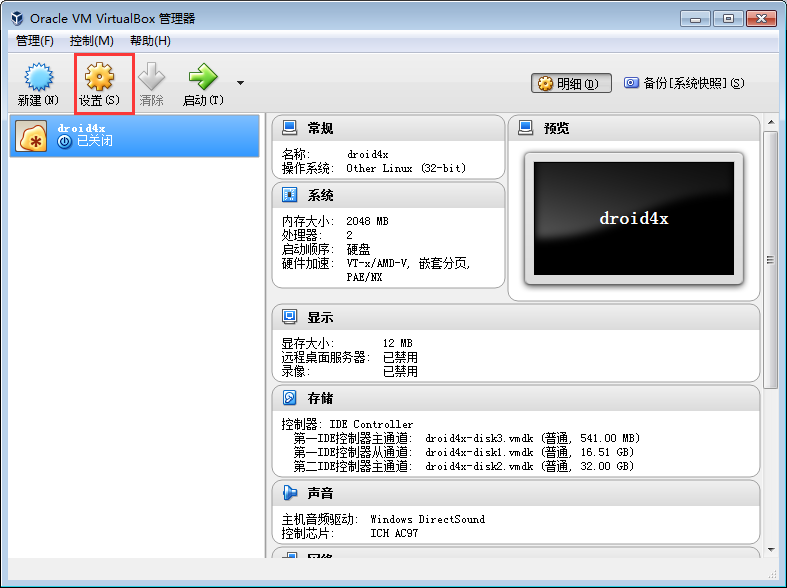 Oracle VM VirtualBox 管理器
管理(F) 控制(M) 帮助(H)
新建(N) 设置(S) 清除 启动(T) 明细(D) 备份[系统快照](S)
droid4x
已关闭
常规
名称: droid4x
操作系统: Other Linux (32-bit)
系统
内存大小: 2048 MB
处理器: 2
启动顺序: 硬盘
硬件加速: VT-x/AMD-V, 嵌套分页,
PAE/NX
预览
droid4x
显示
显存大小: 12 MB
远程桌面服务器: 已禁用
录像: 已禁用
存储
控制器: IDE Controller
第一IDE控制器主通道: droid4x-disk3.vmdk (普通, 541.00 MB)
第一IDE控制器从通道: droid4x-disk1.vmdk (普通, 16.51 GB)
第二IDE控制器主通道: droid4x-disk2.vmdk (普通, 32.00 GB)
声音
主机音频驱动: Windows DirectSound
控制芯片: ICH AC97